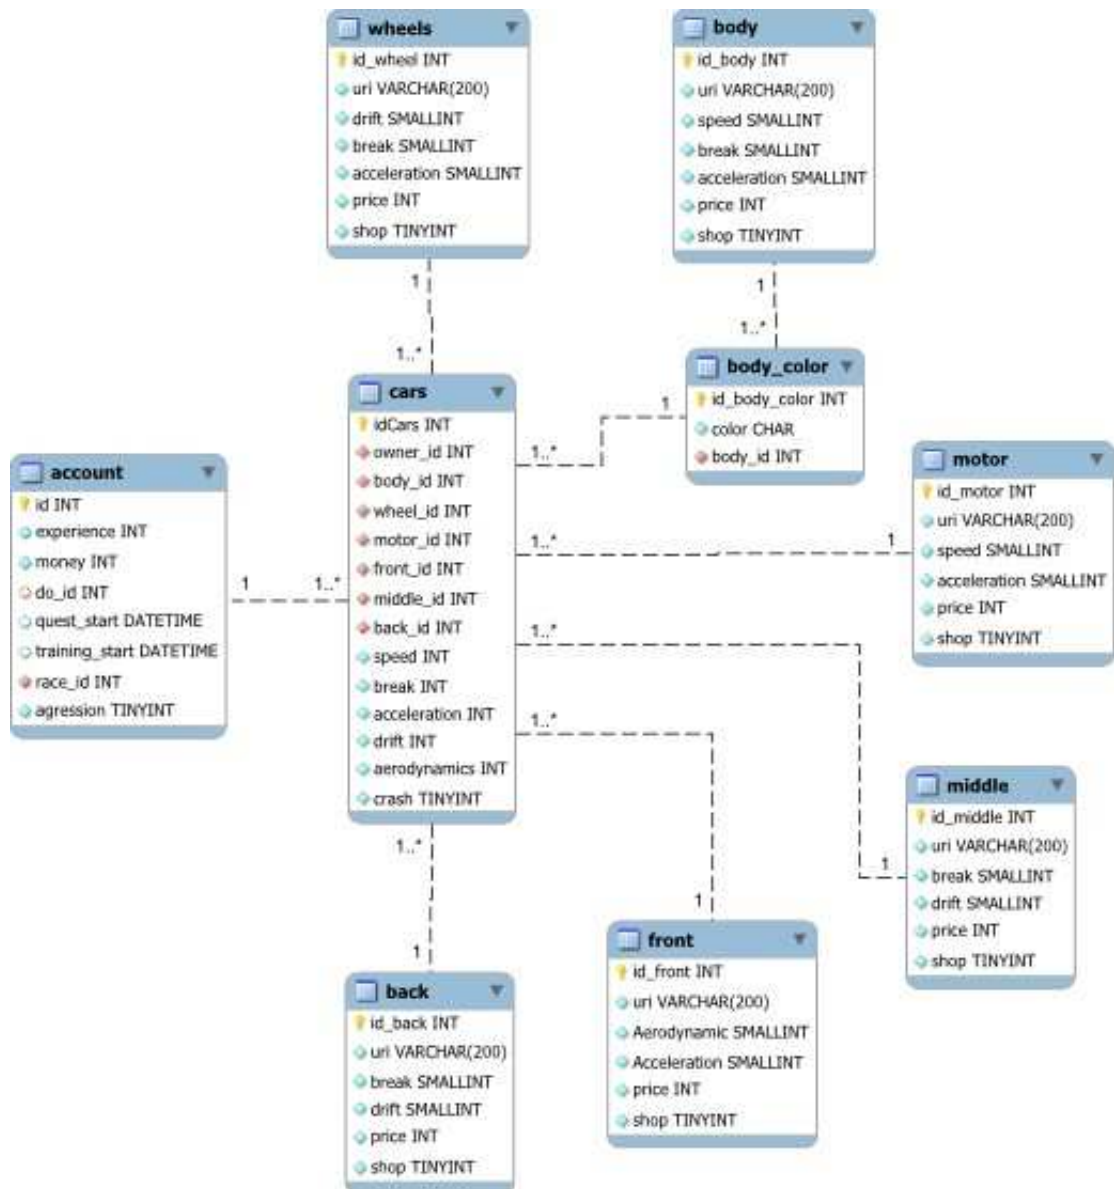 wheels
id_wheel INT
uri VARCHAR(200)
drift SMALLINT
break SMALLINT
acceleration SMALLINT
price INT
shop TINYINT
body
id_body INT
uri VARCHAR(200)
speed SMALLINT
break SMALLINT
acceleration SMALLINT
price INT
shop TINYINT
1
1..*
1
1..*
body_color
id_body_color INT
color CHAR
body_id INT
cars
idCars INT
owner_id INT
body_id INT
wheel_id INT
motor_id INT
front_id INT
middle_id INT
back_id INT
speed INT
break INT
acceleration INT
drift INT
aerodynamics INT
crash TINYINT
1
1..*
account
id INT
experience INT
money INT
do_id INT
quest_start DATETIME
training_start DATETIME
race_id INT
agression TINYINT
1
1..*
motor
id_motor INT
uri VARCHAR(200)
speed SMALLINT
acceleration SMALLINT
price INT
shop TINYINT
1..*
1
1..*
1
1..*
1
middle
id_middle INT
uri VARCHAR(200)
break SMALLINT
drift SMALLINT
price INT
shop TINYINT
1..*
1
front
id_front INT
uri VARCHAR(200)
Aerodynamic SMALLINT
Acceleration SMALLINT
price INT
shop TINYINT
back
id_back INT
uri VARCHAR(200)
break SMALLINT
drift SMALLINT
price INT
shop TINYINT